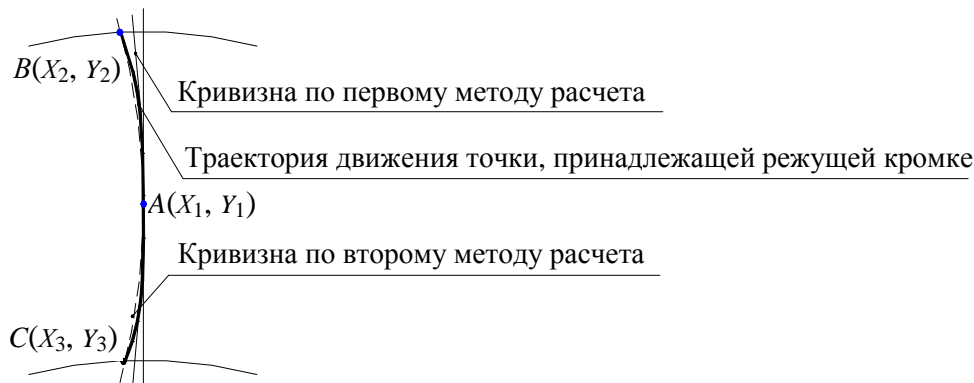 B(X₂, Y₂)
Кривизна по первому методу расчета
Траектория движения точки, принадлежащей режущей кромке
A(X₁, Y₁)
Кривизна по второму методу расчета
C(X₃, Y₃)